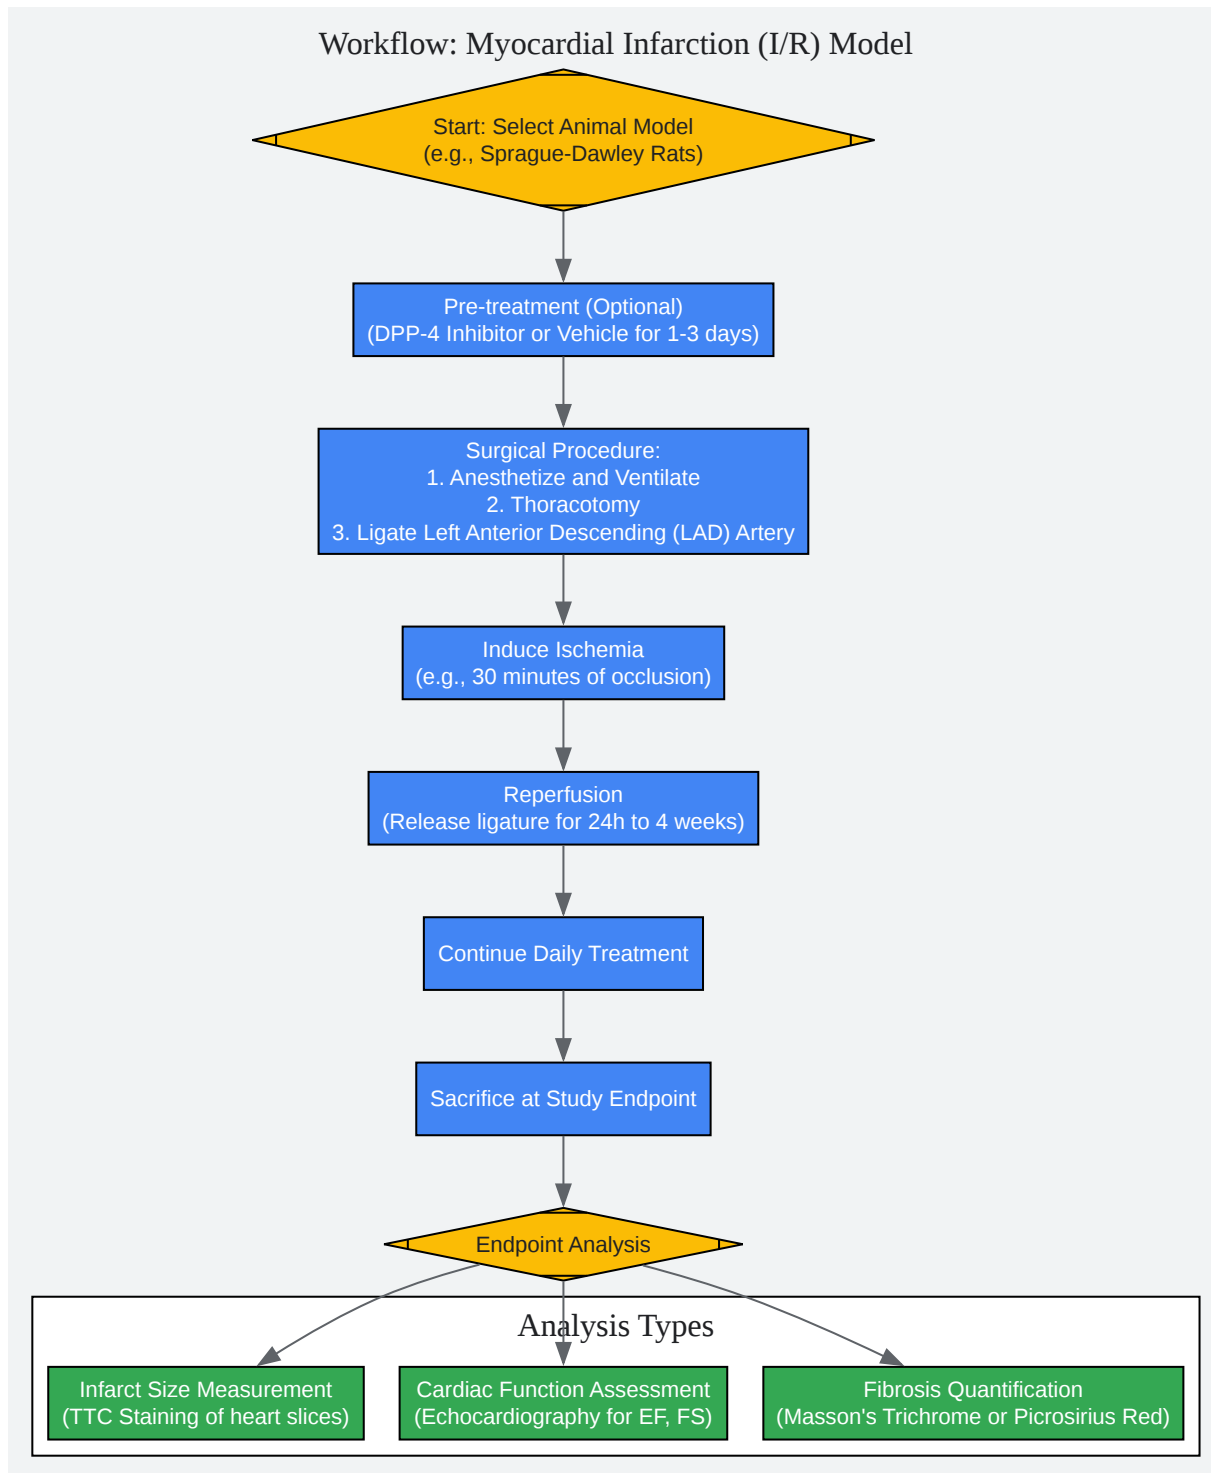 Workflow: Myocardial Infarction (I/R) Model
Start: Select Animal Model
(e.g., Sprague-Dawley Rats)
Pre-treatment (Optional)
(DPP-4 Inhibitor or Vehicle for 1-3 days)
Surgical Procedure:
1. Anesthetize and Ventilate
2. Thoracotomy
3. Ligate Left Anterior Descending (LAD) Artery
Induce Ischemia
(e.g., 30 minutes of occlusion)
Reperfusion
(Release ligature for 24h to 4 weeks)
Continue Daily Treatment
Sacrifice at Study Endpoint
Endpoint Analysis
Analysis Types
Infarct Size Measurement
(TTC Staining of heart slices)
Cardiac Function Assessment
(Echocardiography for EF, FS)
Fibrosis Quantification
(Masson's Trichrome or Picrosirius Red)